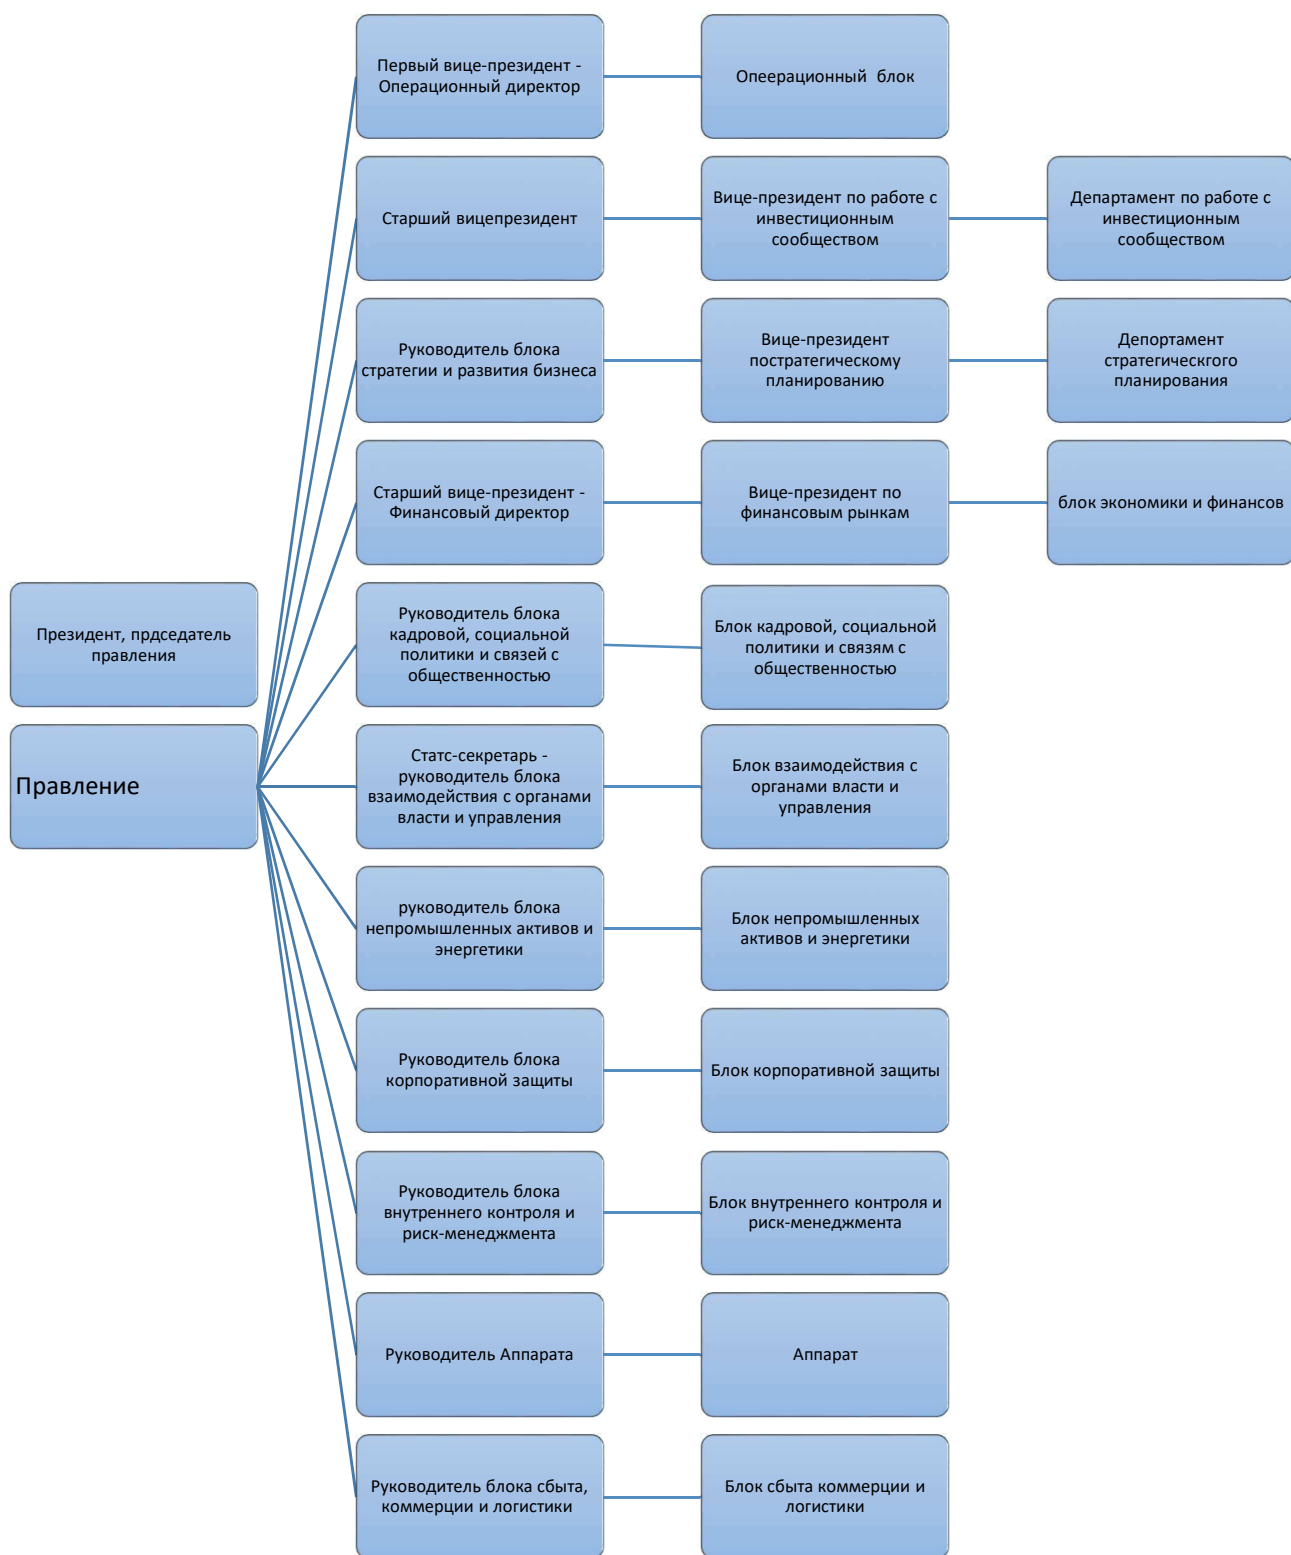 Первый вице-президент -
Операционный директор
Опеерационный блок
Старший вицепрезидент
Вице-президент по работе с
инвестиционным
сообществом
Департамент по работе с
инвестиционным
сообществом
Руководитель блока
стратегии и развития бизнеса
Вице-президент
постратегическому
планированию
Депортамент
стратегическго
планирования
Старший вице-президент -
Финансовый директор
Вице-президент по
финансовым рынкам
блок экономики и финансов
Президент, прдседатель
правления
Руководитель блока
кадровой, социальной
политики и связей с
общественностью
Блок кадровой, социальной
политики и связям с
общественностью
Правление
Статс-секретарь -
руководитель блока
взаимодействия с органами
власти и управления
Блок взаимодействия с
органами власти и
управления
руководитель блока
непромышленных активов и
энергетики
Блок непромышленных
активов и энергетики
Руководитель блока
корпоративной защиты
Блок корпоративной защиты
Руководитель блока
внутреннего контроля и
риск-менеджмента
Блок внутреннего контроля и
риск-менеджмента
Руководитель Аппарата
Аппарат
Руководитель блока сбыта,
коммерции и логистики
Блок сбыта коммерции и
логистики